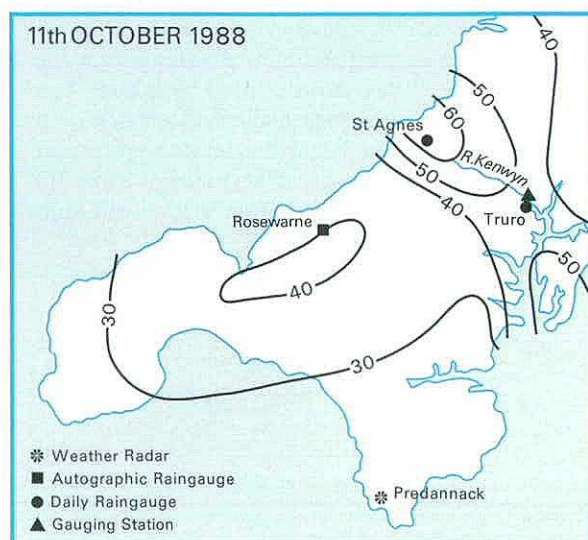 11th OCTOBER 1988
40
50
60
St Agnes
R.Kenwyn
50
40
Truro
Rosewarne
50
40
30
30
Weather Radar
Autographic Raingauge
Daily Raingauge
Gauging Station
Predannack